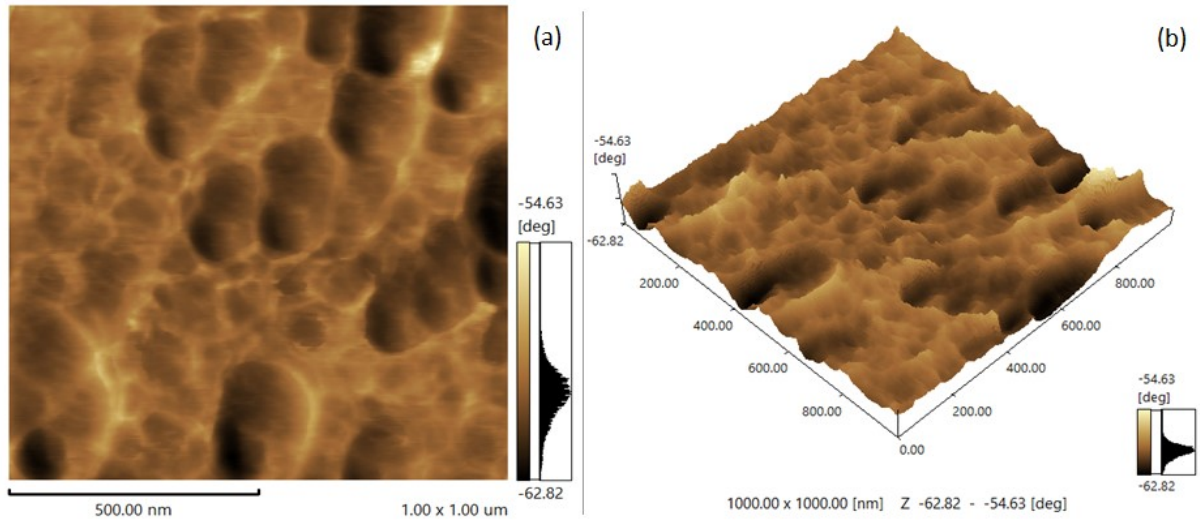 (a)
-54.63
[deg]
-62.82
500.00 nm
1.00 x 1.00 um
(b)
-54.63
[deg]
-62.82
200.00
400.00
600.00
800.00
0.00
200.00
400.00
600.00
800.00
-54.63
[deg]
-62.82
1000.00 x 1000.00 [nm] Z -62.82 - -54.63 [deg]